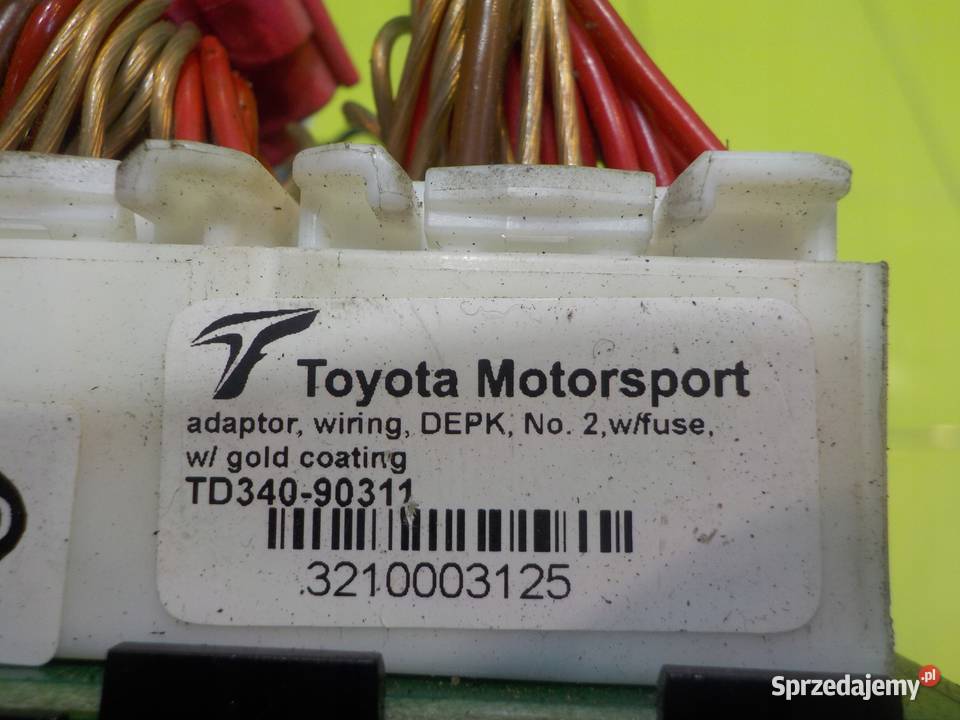 Toyota Motorsport
adaptor, wiring, DEPK, No. 2,w/fuse,
w/ gold coating
TD340-90311
3210003125
Sprzedajemy.pl